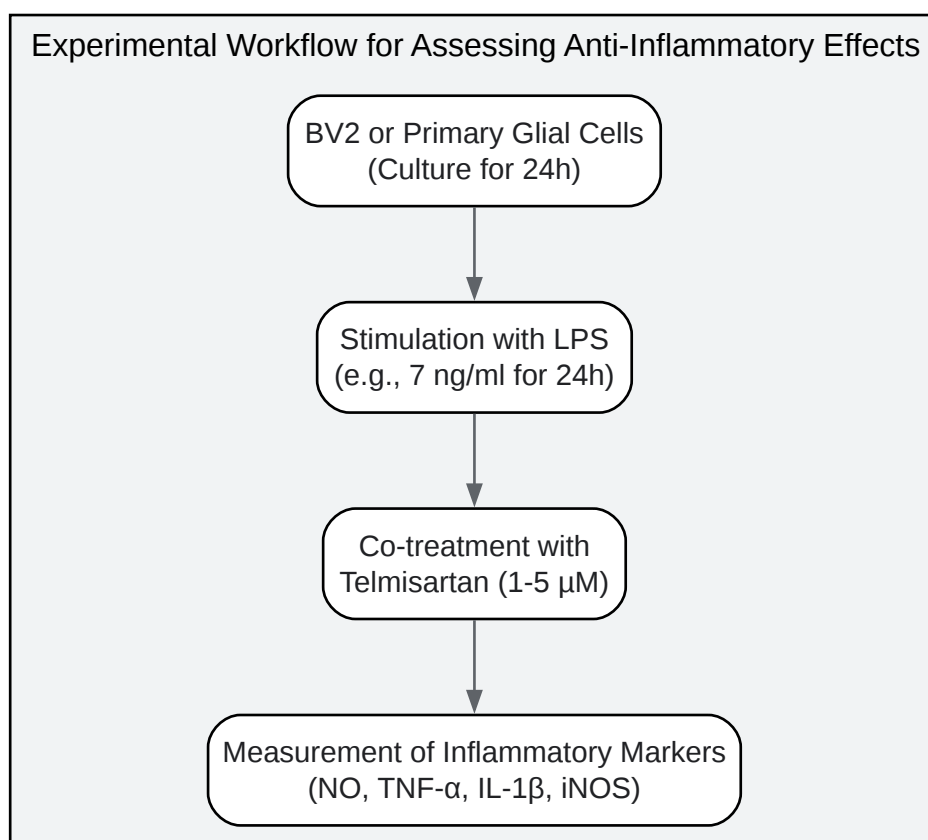 Experimental Workflow for Assessing Anti-Inflammatory Effects
BV2 or Primary Glial Cells
(Culture for 24h)
Stimulation with LPS
(e.g., 7 ng/ml for 24h)
Co-treatment with
Telmisartan (1-5 µM)
Measurement of Inflammatory Markers
(NO, TNF-α, IL-1β, iNOS)